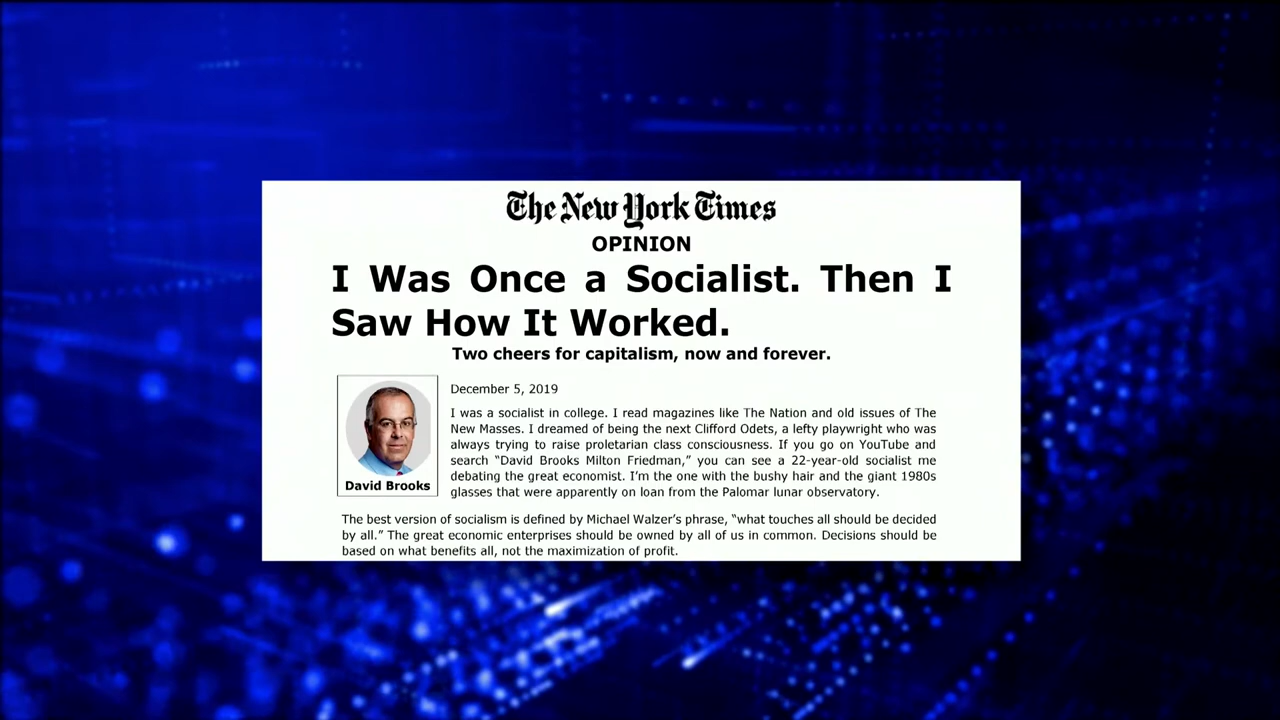 The New York Times
OPINION
I Was Once a Socialist. Then I
Saw How It Worked.
Two cheers for capitalism, now and forever.
December 5, 2019
I was a socialist in college. I read magazines like The Nation and old issues of The
New Masses. I dreamed of being the next Clifford Odets, a lefty playwright who was
always trying to raise proletarian class consciousness. If you go on YouTube and
search “David Brooks Milton Friedman,” you can see a 22-year-old socialist me
debating the great economist. I’m the one with the bushy hair and the giant 1980s
glasses that were apparently on loan from the Palomar lunar observatory.
David Brooks
The best version of socialism is defined by Michael Walzer’s phrase, “what touches all should be decided
by all.” The great economic enterprises should be owned by all of us in common. Decisions should be
based on what benefits all, not the maximization of profit.